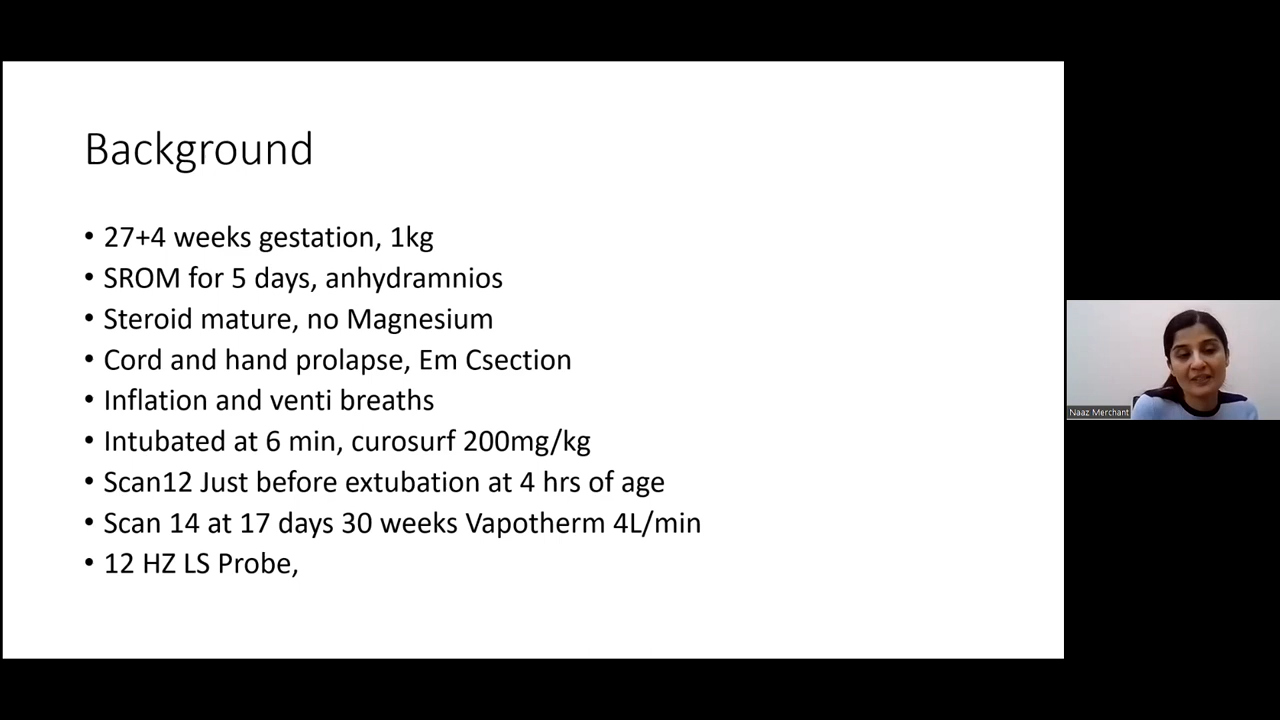 Background
• 27+4 weeks gestation, 1kg
• SROM for 5 days, anhydramnios
• Steroid mature, no Magnesium
• Cord and hand prolapse, Em Csection
• Inflation and venti breaths
• Intubated at 6 min, curosurf 200mg/kg
• Scan12 Just before extubation at 4 hrs of age
• Scan 14 at 17 days 30 weeks Vapotherm 4L/min
• 12 HZ LS Probe,
Naaz Merchant